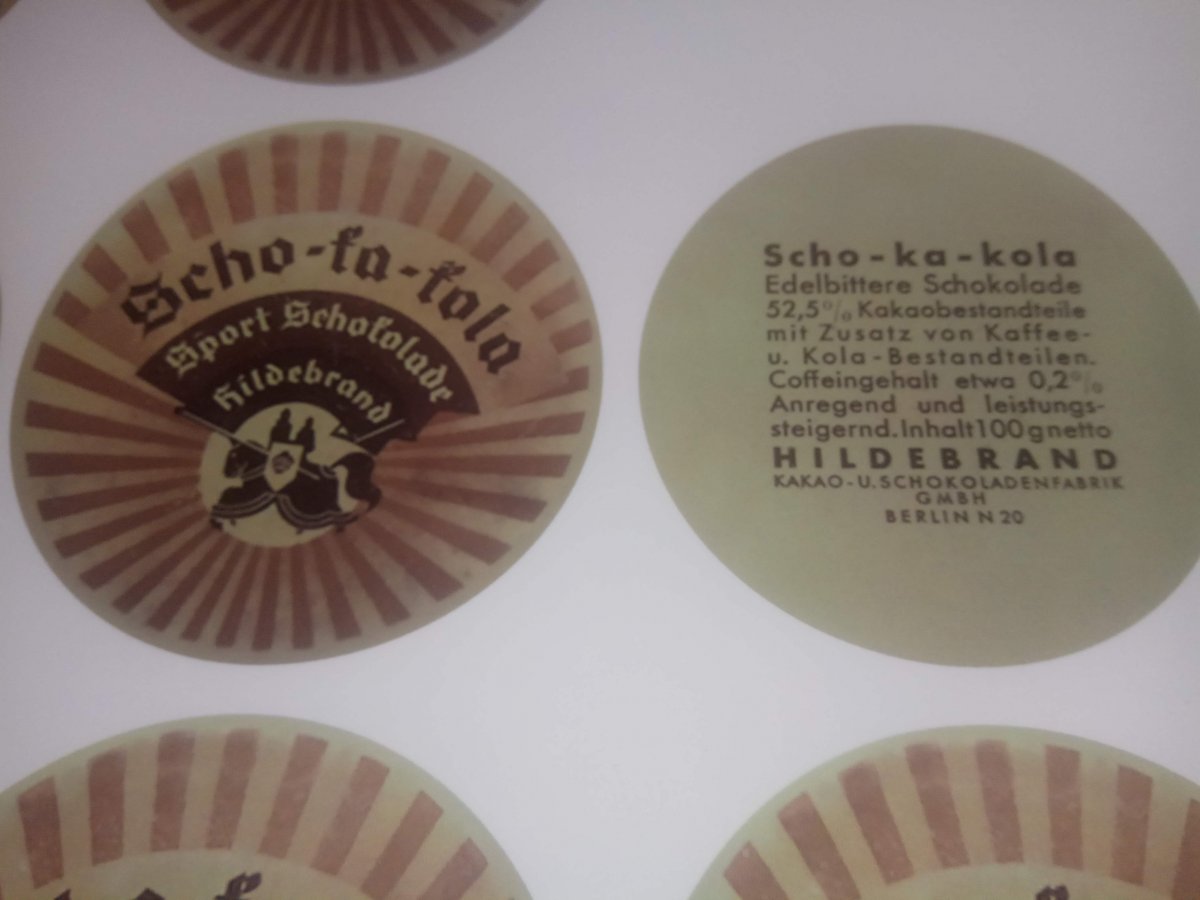 Scho-ka-kola
Sport Schokolade
Hildebrand
Scho-ka-kola
Edelbittere Schokolade
52,5% Kakaobestandteile
mit Zusatz von Kaffee-
u. Kola-Bestandteilen.
Coffeingehalt etwa 0,2%
Anregend und leistungs-
steigernd. Inhalt 100 g netto
HILDEBRAND
KAKAO-U. SCHOKOLADENFABRIK
GMBH
BERLIN N 20